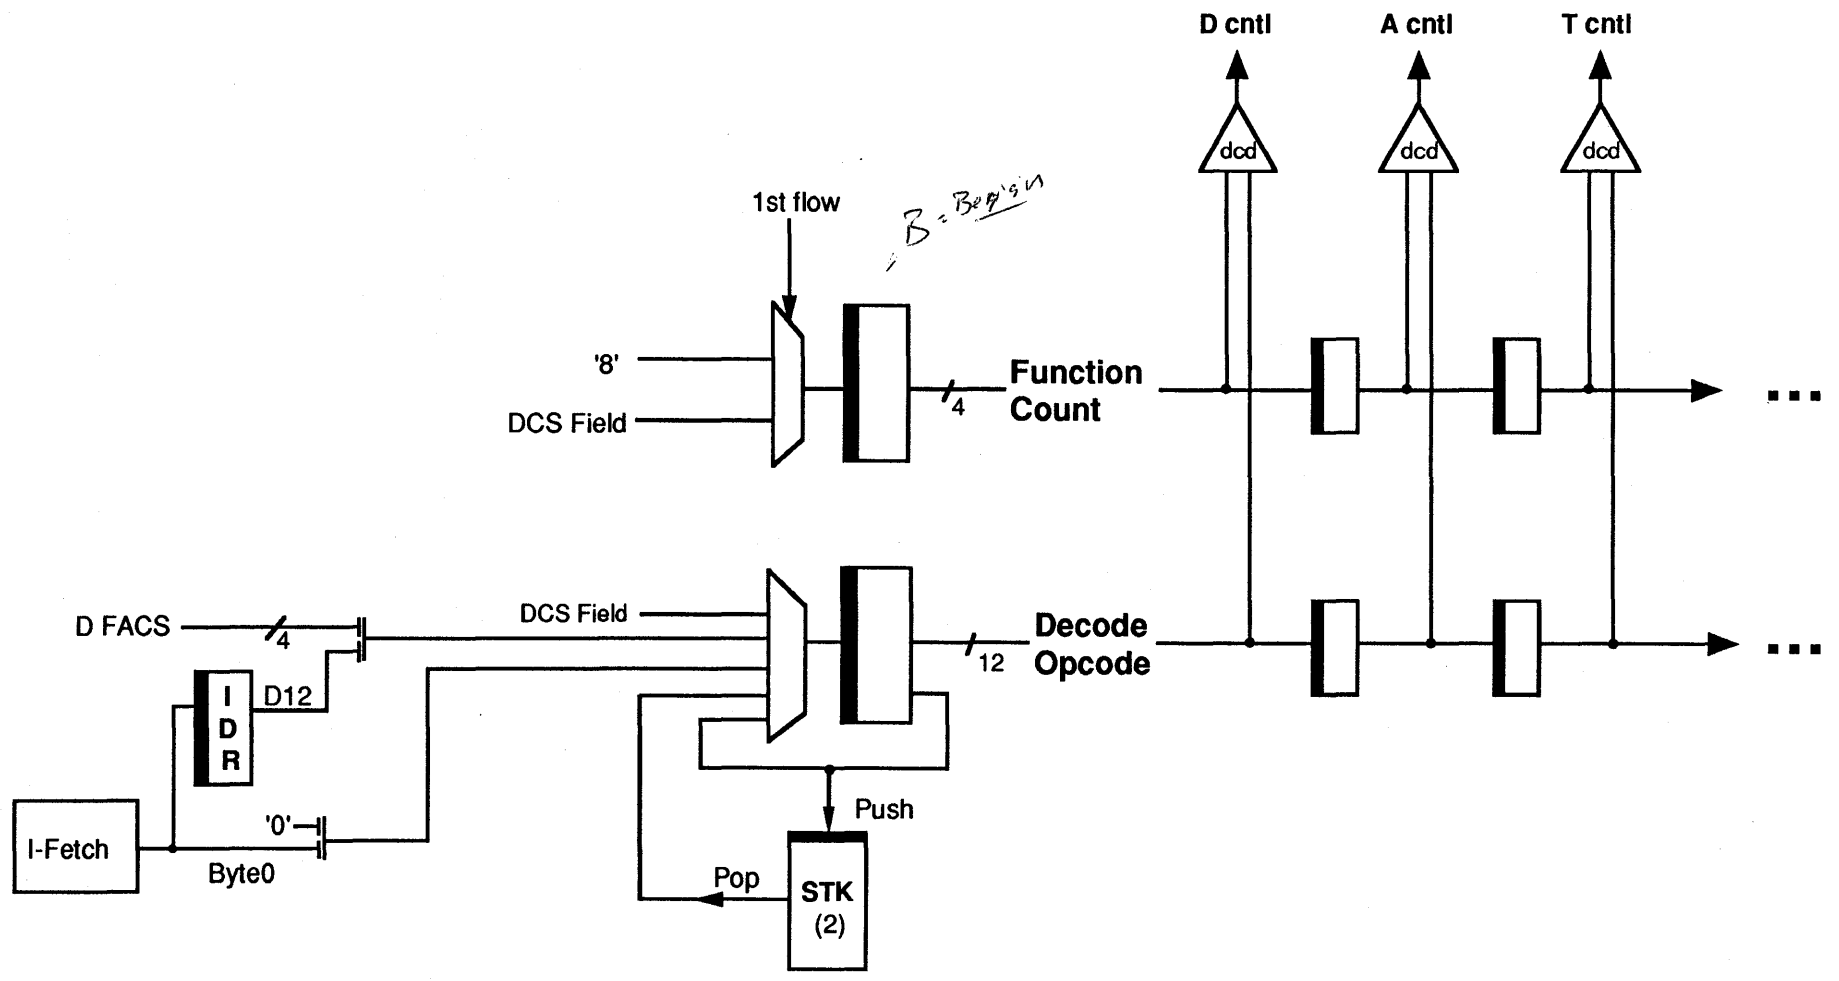 D cntl
A cntl
T cntl
dcd
dcd
dcd
1st flow
'8'
DCS Field
4
Function
Count
...
D FACS
4
DCS Field
12
Decode
Opcode
...
I
D
R
D12
I-Fetch
'0'
Byte0
Push
Pop
STK
(2)